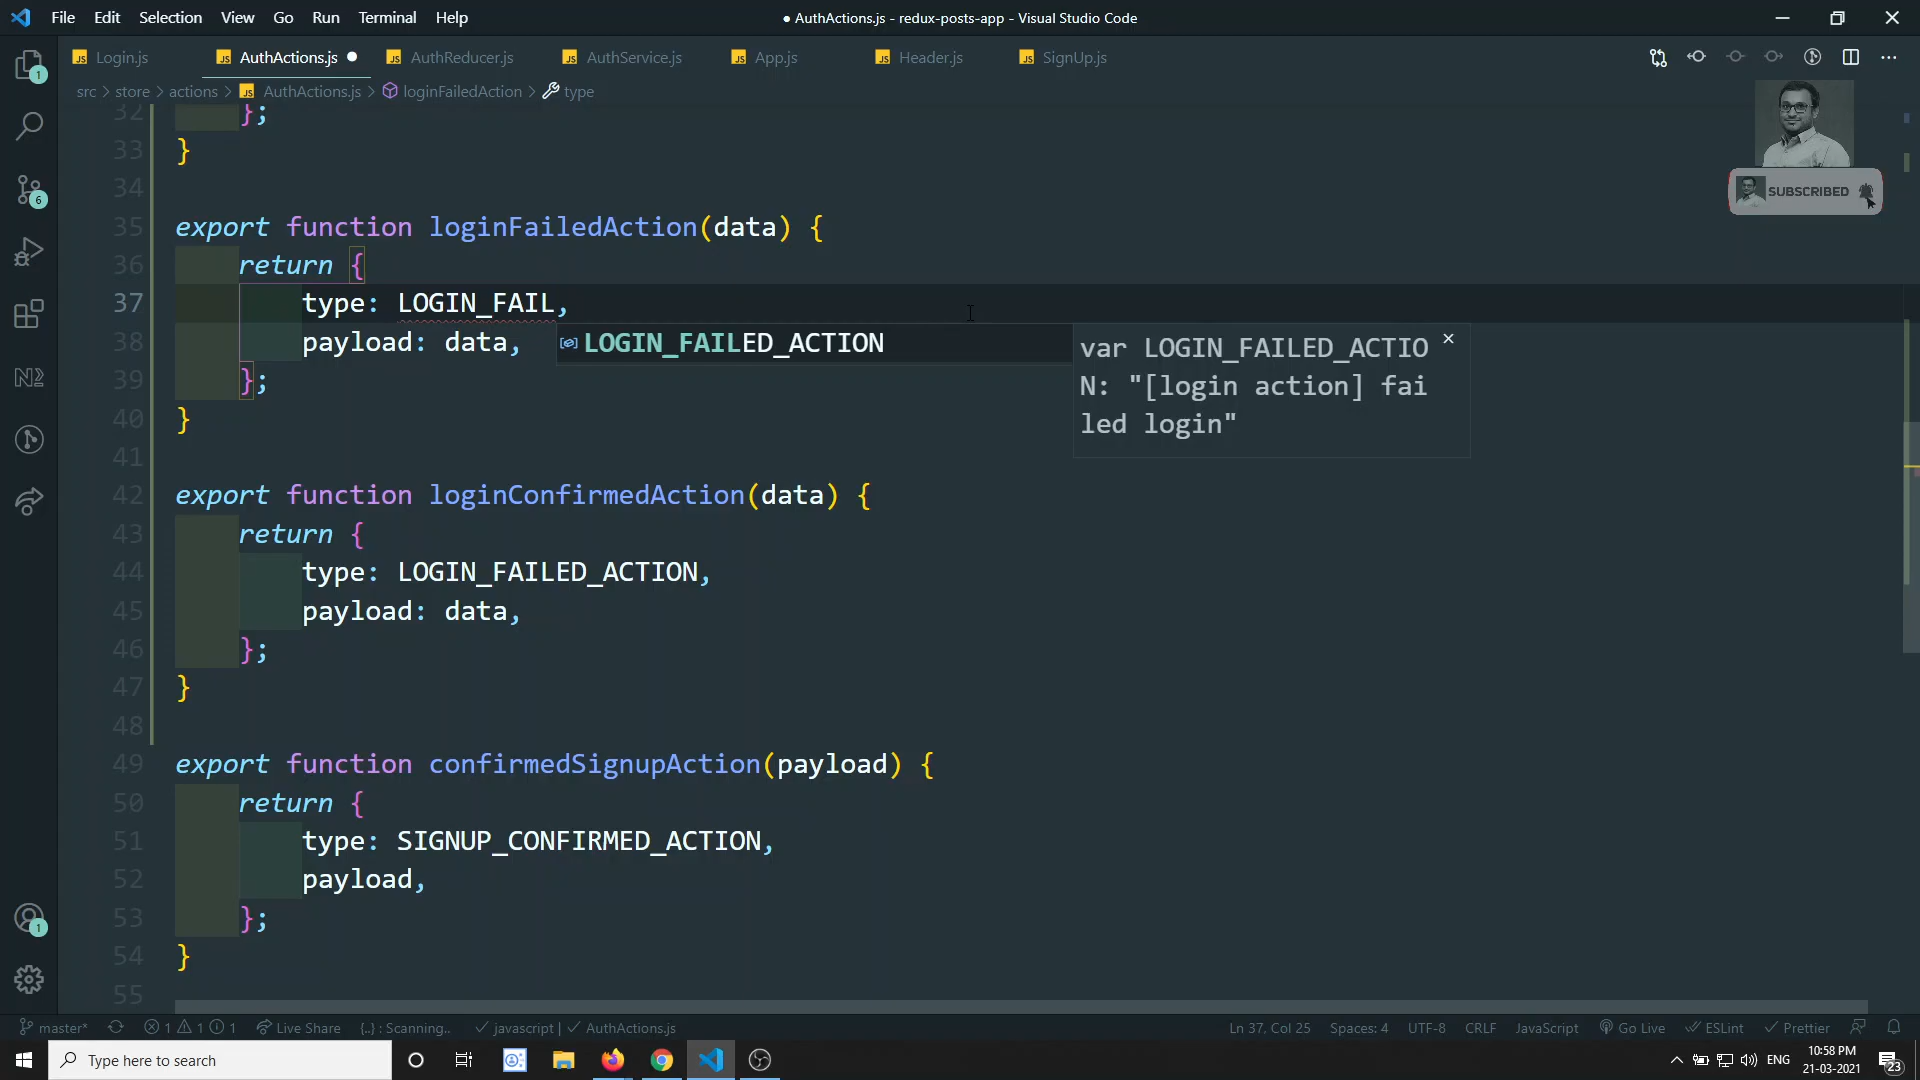 File Edit Selection View Go Run Terminal Help
● AuthActions.js - redux-posts-app - Visual Studio Code
Login.js AuthActions.js AuthReducer.js AuthService.js App.js Header.js SignUp.js
src > store > actions > AuthActions.js > loginFailedAction > type
32 };
33 }
34
35 export function loginFailedAction(data) {
36 return {
37 type: LOGIN_FAIL,
38 payload: data,
LOGIN_FAILED_ACTION
var LOGIN_FAILED_ACTIO
N: "[login action] fai
led login"
39 };
40 }
41
42 export function loginConfirmedAction(data) {
43 return {
44 type: LOGIN_FAILED_ACTION,
45 payload: data,
46 };
47 }
48
49 export function confirmedSignupAction(payload) {
50 return {
51 type: SIGNUP_CONFIRMED_ACTION,
52 payload,
53 };
54 }
55
SUBSCRIBED
1
6
1
master* 1 1 1 Live Share {..} : Scanning.. javascript | AuthActions.js Ln 37, Col 25 Spaces: 4 UTF-8 CRLF JavaScript Go Live ESLint Prettier
Type here to search
ENG
10:58 PM
21-03-2021
23